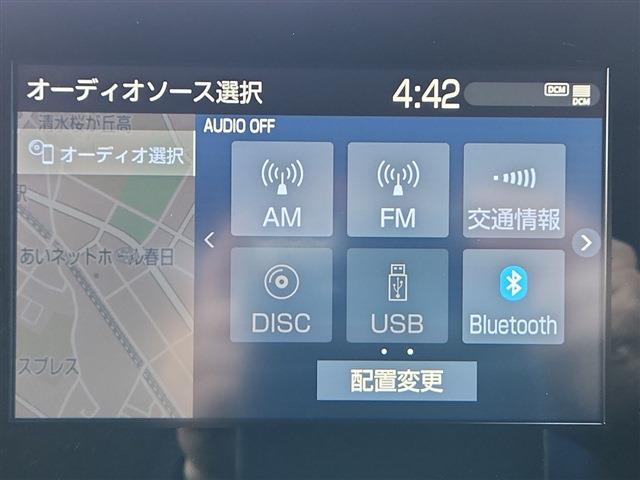 オーディオソース選択
4:42
DCM
DCM
清水桜が丘高
オーディオ選択
AUDIO OFF
AM
FM
交通情報
あいネットホール春日
DISC
USB
Bluetooth
スプレス
配置変更